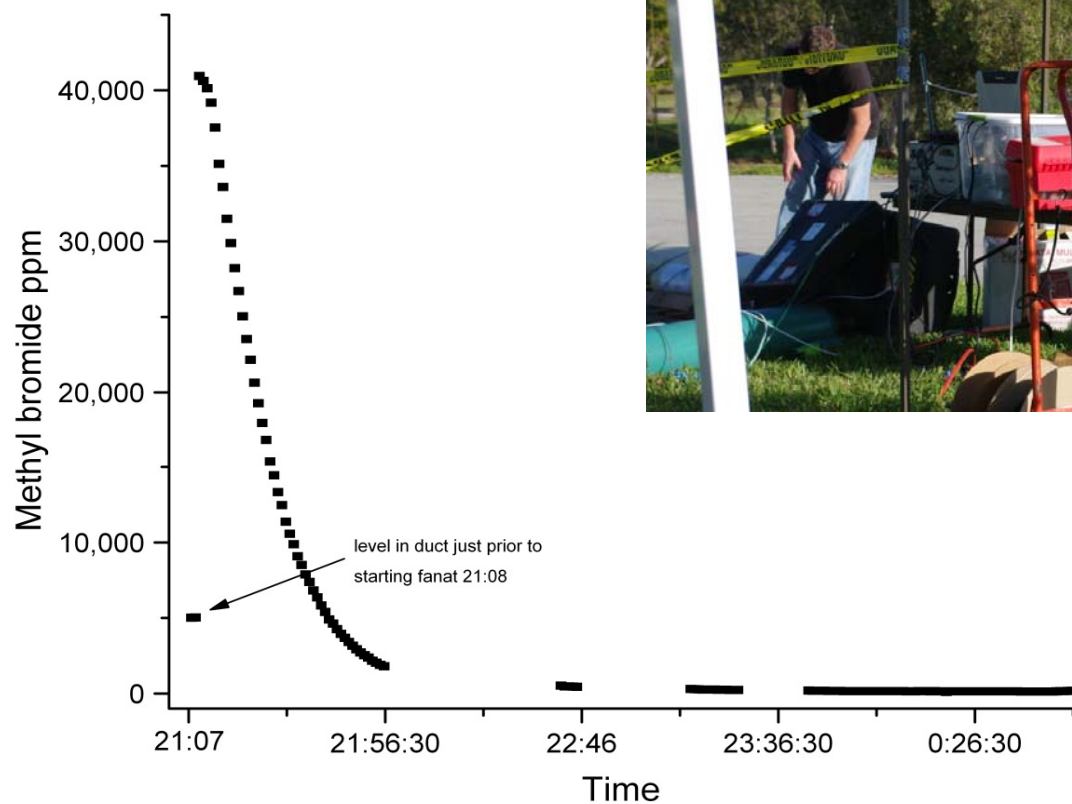 40,000
30,000
20,000
10,000
0
Methyl bromide ppm
level in duct just prior to
starting fanat 21:08
21:07
21:56:30
22:46
23:36:30
0:26:30
Time